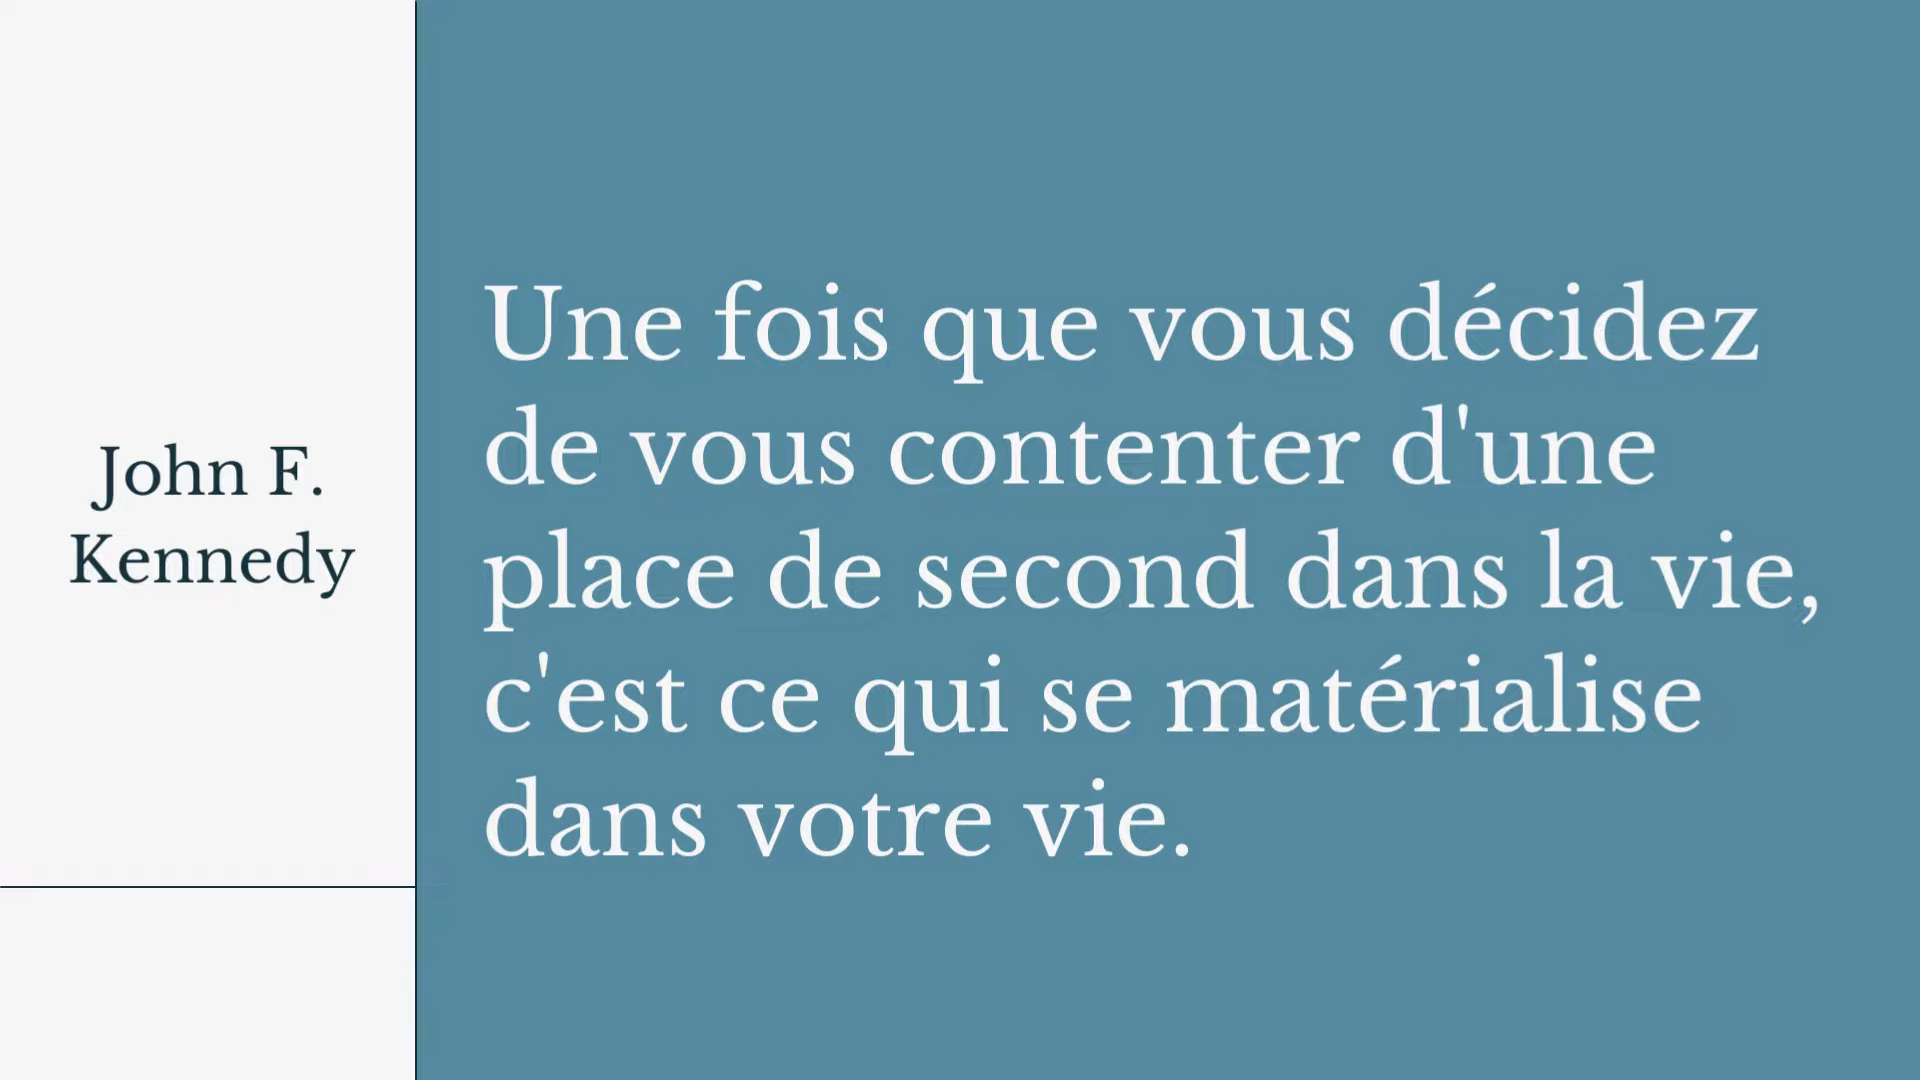 John F.
Kennedy
Une fois que vous décidez
de vous contenter d'une
place de second dans la vie,
c'est ce qui se matérialise
dans votre vie.